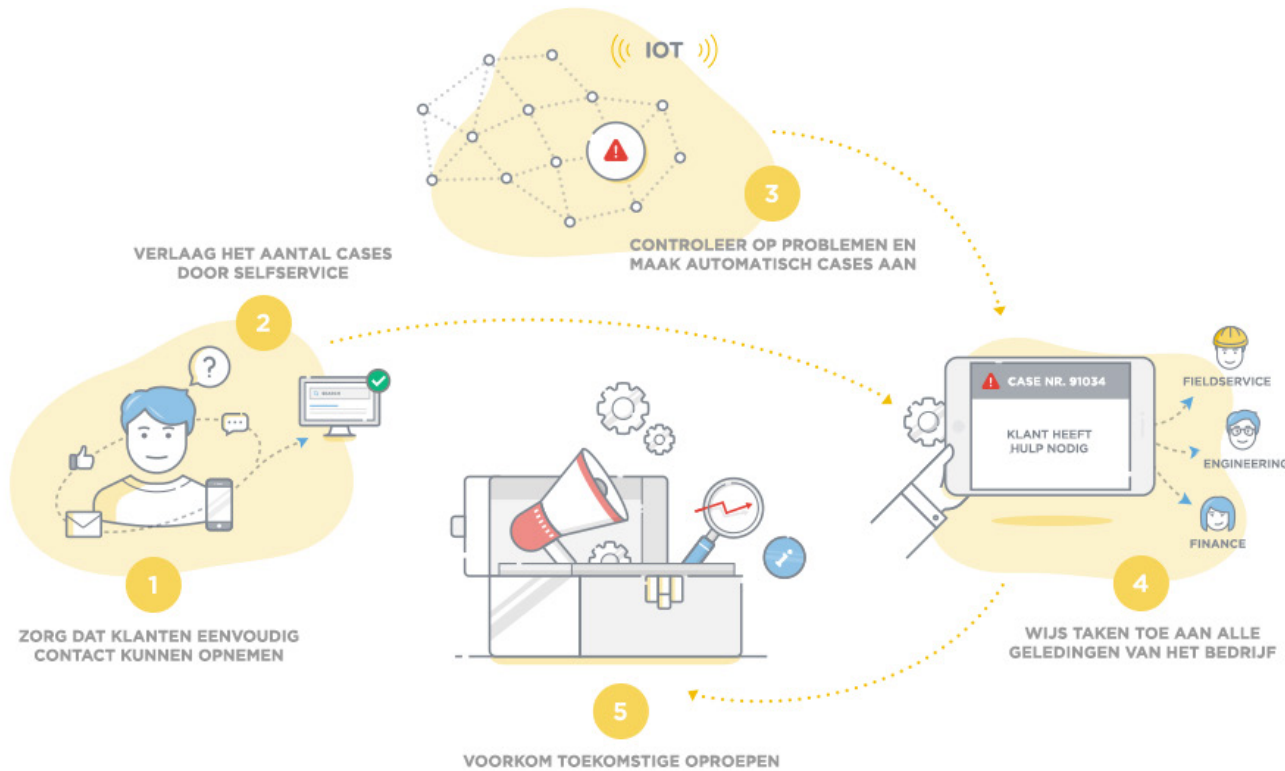 IOT
3
CONTROLEER OP PROBLEMEN EN
MAAK AUTOMATISCH CASES AAN
VERLAAG HET AANTAL CASES
DOOR SELFSERVICE
2
?
SEARCH
1
ZORG DAT KLANTEN EENVOUDIG
CONTACT KUNNEN OPNEMEN
CASE NR. 91034
KLANT HEEFT
HULP NODIG
FIELDSERVICE
ENGINEERING
FINANCE
4
WIJS TAKEN TOE AAN ALLE
GELEDINGEN VAN HET BEDRIJF
i
5
VOORKOM TOEKOMSTIGE OPROEPEN